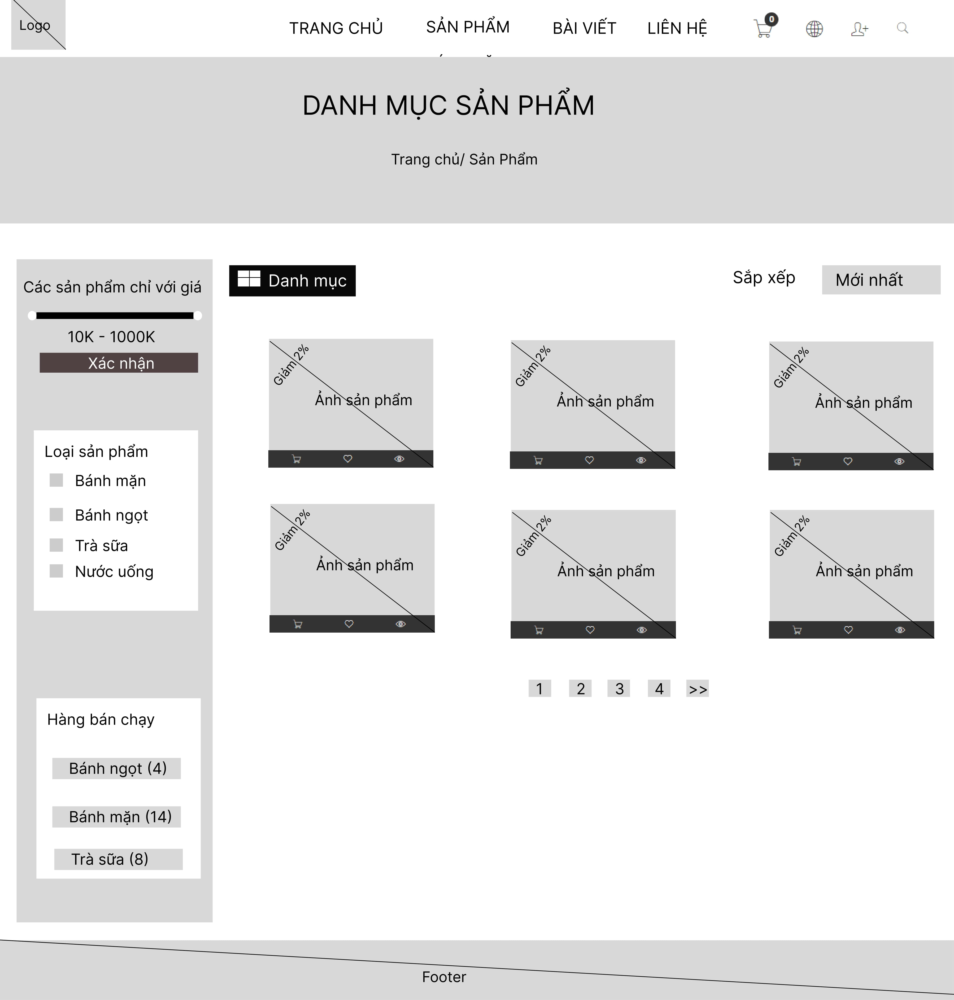 Logo
TRANG CHỦ
SẢN PHẨM
BÀI VIẾT
LIÊN HỆ
0
DANH MỤC SẢN PHẨM
Trang chủ/ Sản Phẩm
Các sản phẩm chỉ với giá
10K - 1000K
Xác nhận
Loại sản phẩm
Bánh mặn
Bánh ngọt
Trà sữa
Nước uống
Hàng bán chạy
Bánh ngọt (4)
Bánh mặn (14)
Trà sữa (8)
Danh mục
Sắp xếp
Mới nhất
Giảm 2%
Ảnh sản phẩm
Giảm 2%
Ảnh sản phẩm
Giảm 2%
Ảnh sản phẩm
Giảm 2%
Ảnh sản phẩm
Giảm 2%
Ảnh sản phẩm
Giảm 2%
Ảnh sản phẩm
1 2 3 4 >>
Footer